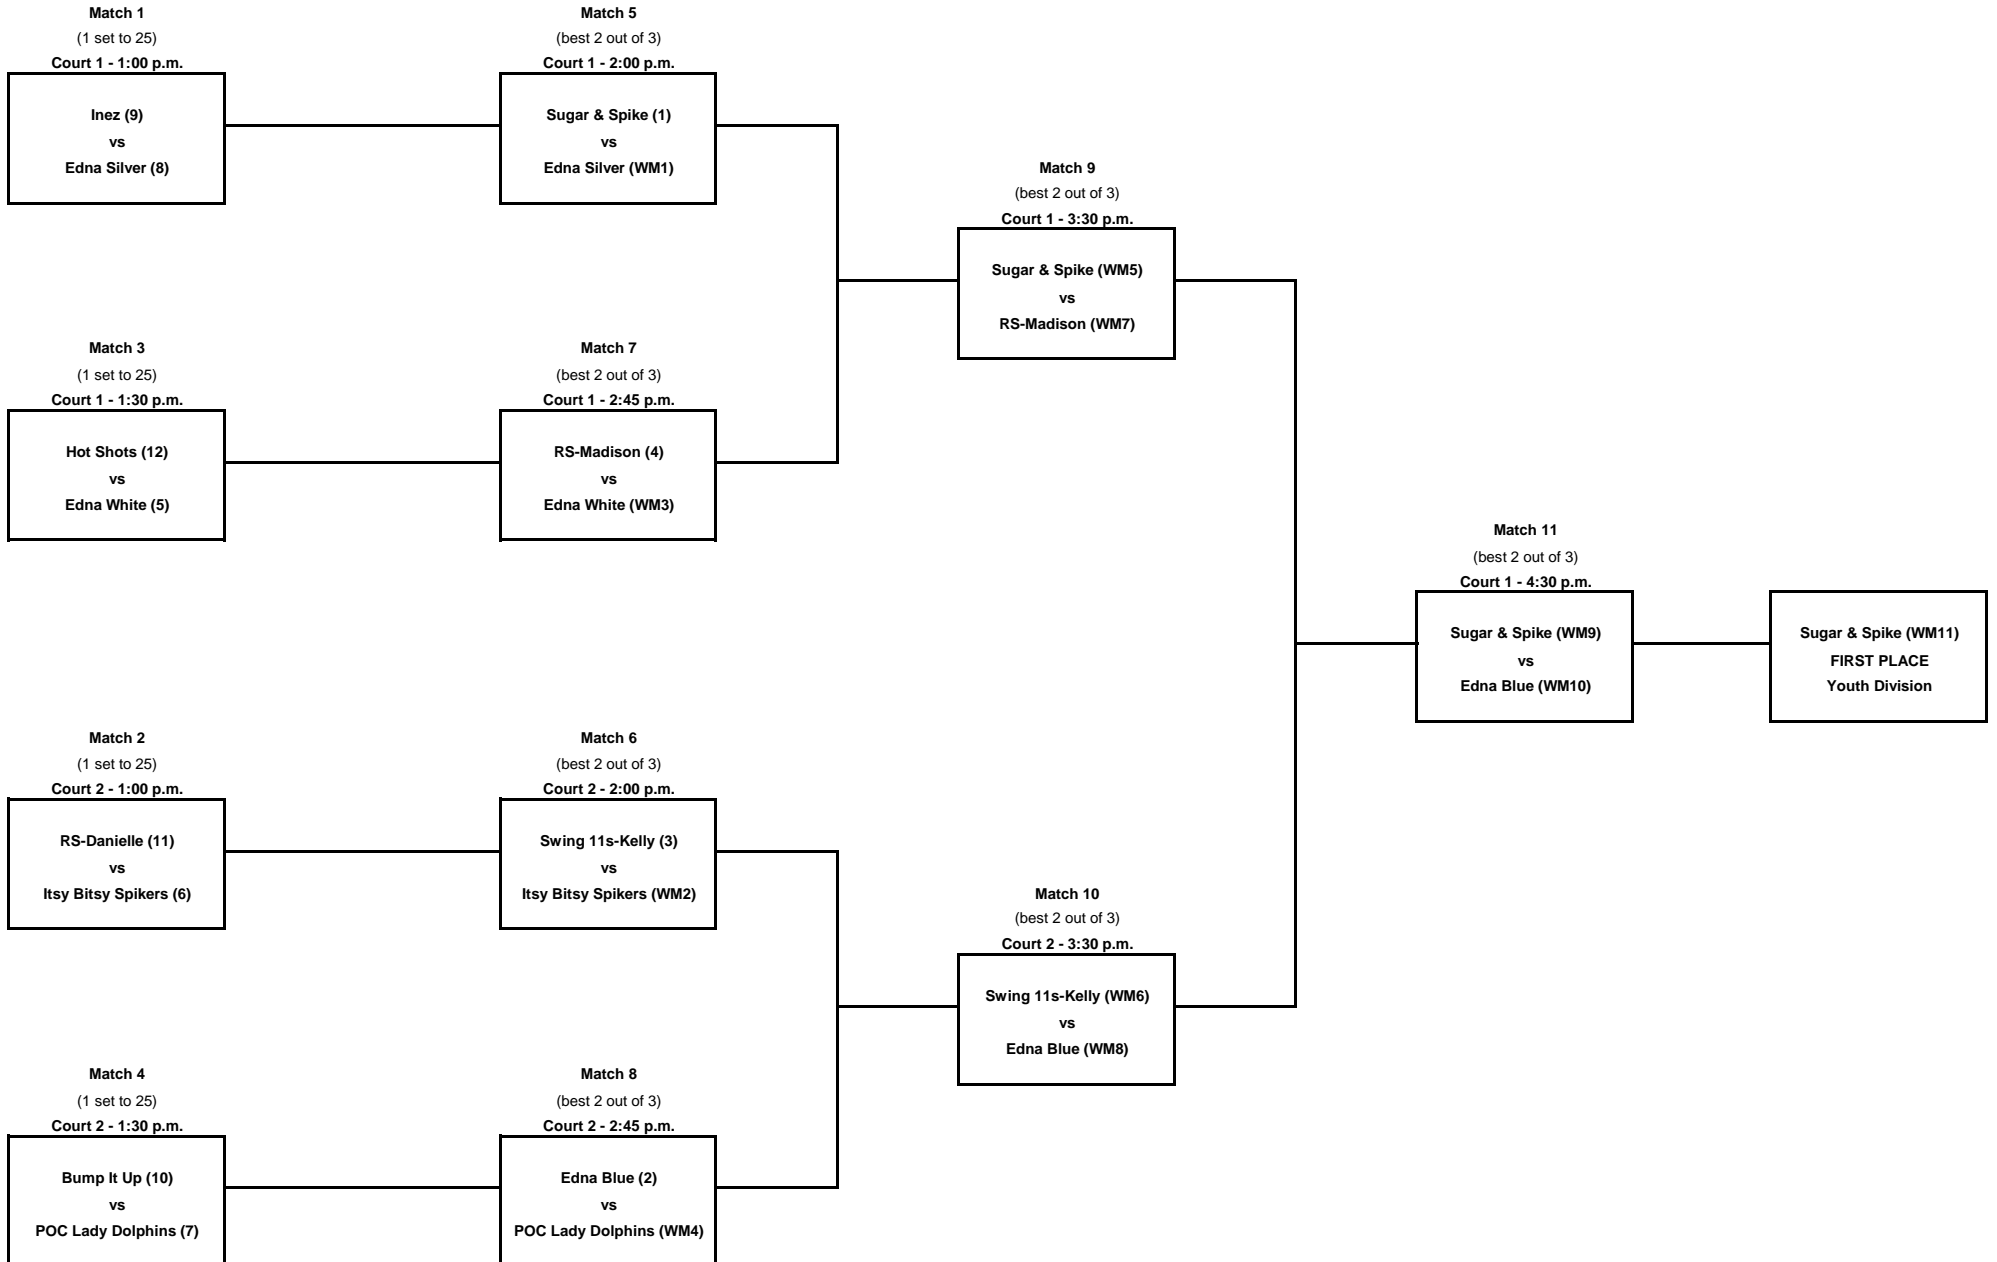 Match 1
(1 set to 25)
Court 1 - 1:00 p.m.
Inez (9)
vs
Edna Silver (8)
Match 5
(best 2 out of 3)
Court 1 - 2:00 p.m.
Sugar & Spike (1)
vs
Edna Silver (WM1)
Match 9
(best 2 out of 3)
Court 1 - 3:30 p.m.
Sugar & Spike (WM5)
vs
RS-Madison (WM7)
Match 3
(1 set to 25)
Court 1 - 1:30 p.m.
Hot Shots (12)
vs
Edna White (5)
Match 7
(best 2 out of 3)
Court 1 - 2:45 p.m.
RS-Madison (4)
vs
Edna White (WM3)
Match 11
(best 2 out of 3)
Court 1 - 4:30 p.m.
Sugar & Spike (WM9)
vs
Edna Blue (WM10)
Sugar & Spike (WM11)
FIRST PLACE
Youth Division
Match 2
(1 set to 25)
Court 2 - 1:00 p.m.
RS-Danielle (11)
vs
Itsy Bitsy Spikers (6)
Match 6
(best 2 out of 3)
Court 2 - 2:00 p.m.
Swing 11s-Kelly (3)
vs
Itsy Bitsy Spikers (WM2)
Match 10
(best 2 out of 3)
Court 2 - 3:30 p.m.
Swing 11s-Kelly (WM6)
vs
Edna Blue (WM8)
Match 4
(1 set to 25)
Court 2 - 1:30 p.m.
Bump It Up (10)
vs
POC Lady Dolphins (7)
Match 8
(best 2 out of 3)
Court 2 - 2:45 p.m.
Edna Blue (2)
vs
POC Lady Dolphins (WM4)